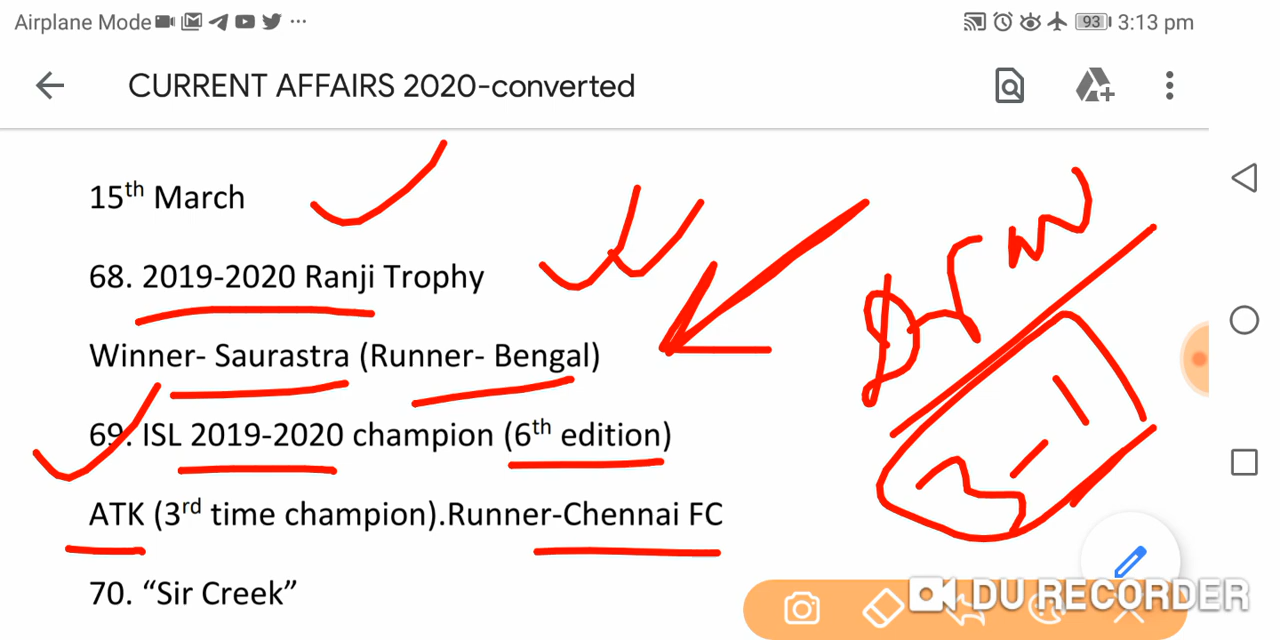 Airplane Mode ... 93 3:13 pm
CURRENT AFFAIRS 2020-converted
15th March
68. 2019-2020 Ranji Trophy
Winner- Saurastra (Runner- Bengal)
69. ISL 2019-2020 champion (6th edition)
ATK (3rd time champion).Runner-Chennai FC
70. “Sir Creek”
3-1
DU RECORDER